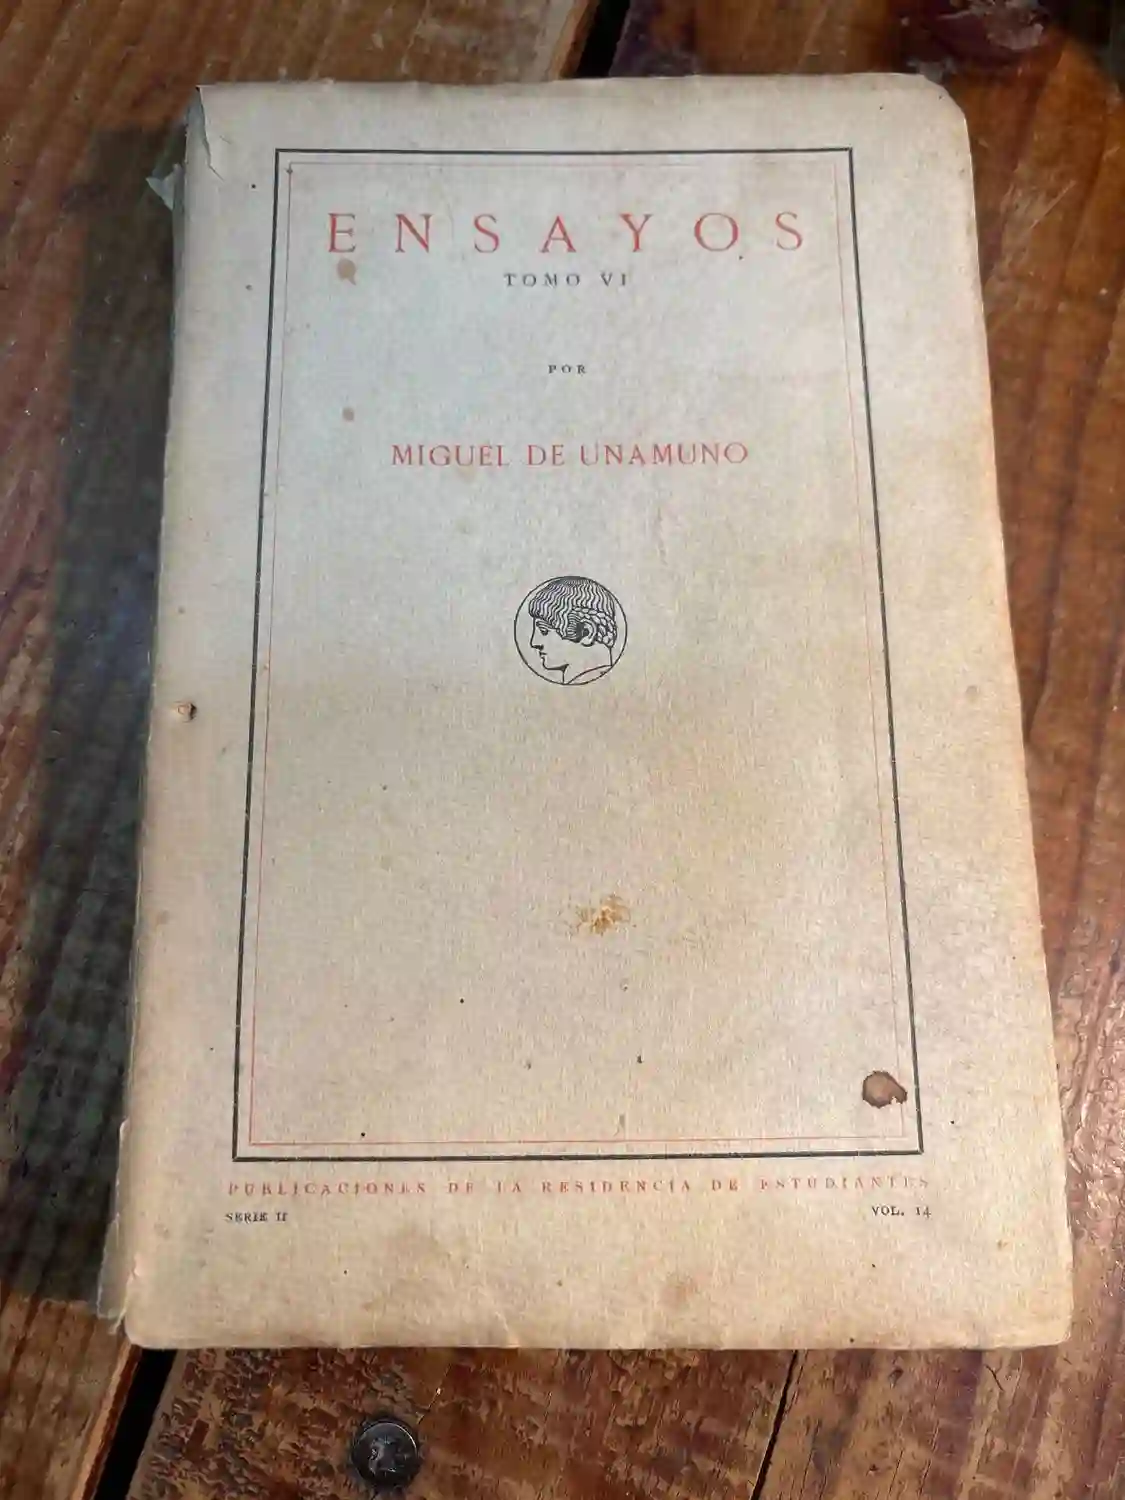 ENSAYOS
TOMO VI
POR
MIGUEL DE UNAMUNO
PUBLICACIONES DE LA RESIDENCIA DE ESTUDIANTES
SERIE II
VOL. 14